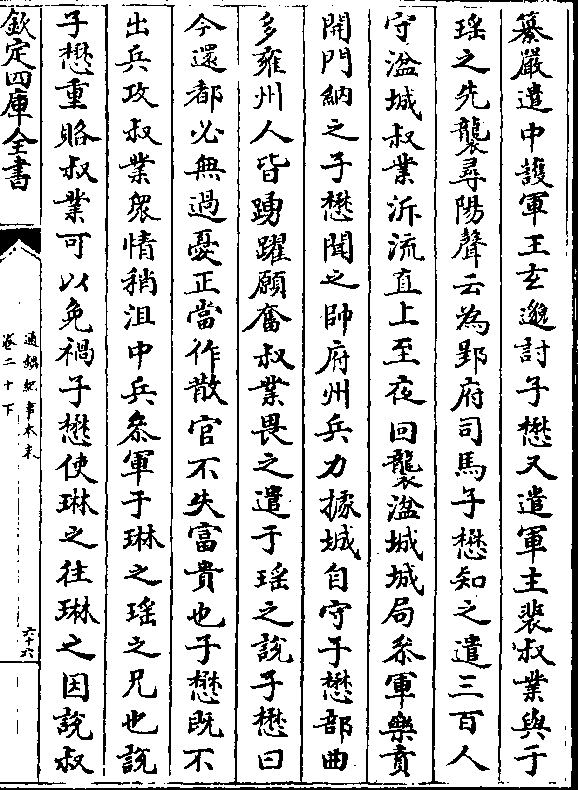 纂嚴遣中護軍王玄邈討子懋又遣軍主裴叔業與于
瑤之先襲尋陽聲云為郢府司馬子懋知之遣三百人
守湓城叔業泝流直上至夜回襲湓城城局叅軍樂賁
開門納之子懋聞之帥府州兵力據城自守子懋部曲
多雍州人皆踴躍願奮叔業畏之遣于瑤之說子懋曰
今還都必無過憂正當作散官不失富貴也子懋既不
出兵攻叔業衆情稍沮中兵叅軍于琳之瑤之兄也說
子懋重賂叔業可以免禍子懋使琳之往琳之因說叔
欽定四庫全書
通鑑紀事本末
卷二十下
六十六